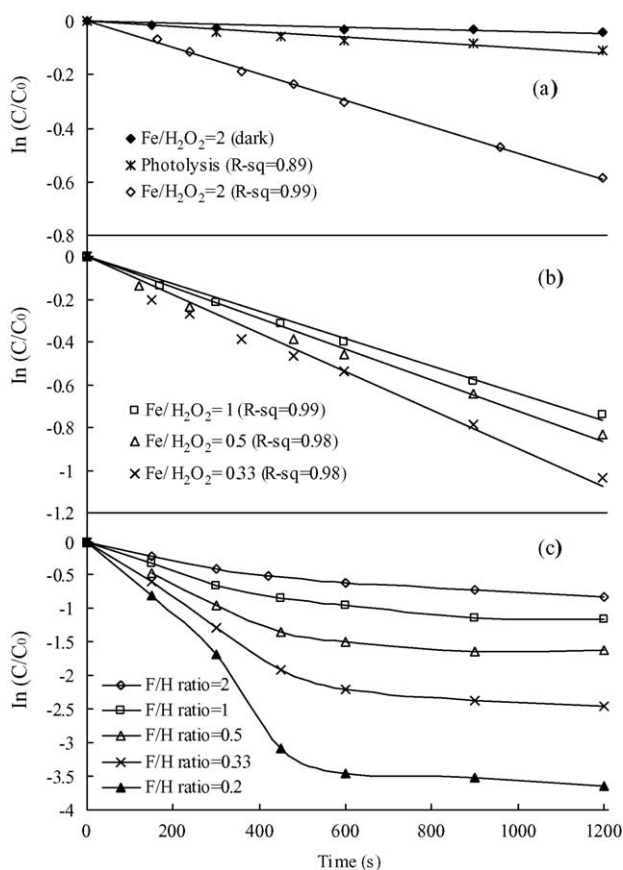 0
-0.2
-0.4
-0.6
-0.8
ln (C/C0)
(a)
Fe/H₂O₂=2 (dark)
Photolysis (R-sq=0.89)
Fe/H₂O₂=2 (R-sq=0.99)
0
-0.2
-0.4
-0.6
-0.8
-1
-1.2
ln (C/C0)
(b)
Fe/H₂O₂=1 (R-sq=0.99)
Fe/H₂O₂=0.5 (R-sq=0.98)
Fe/H₂O₂=0.33 (R-sq=0.98)
0
-0.5
-1
-1.5
-2
-2.5
-3
-3.5
-4
ln (C/C0)
(c)
F/H ratio=2
F/H ratio=1
F/H ratio=0.5
F/H ratio=0.33
F/H ratio=0.2
0 200 400 600 800 1000 1200
Time (s)